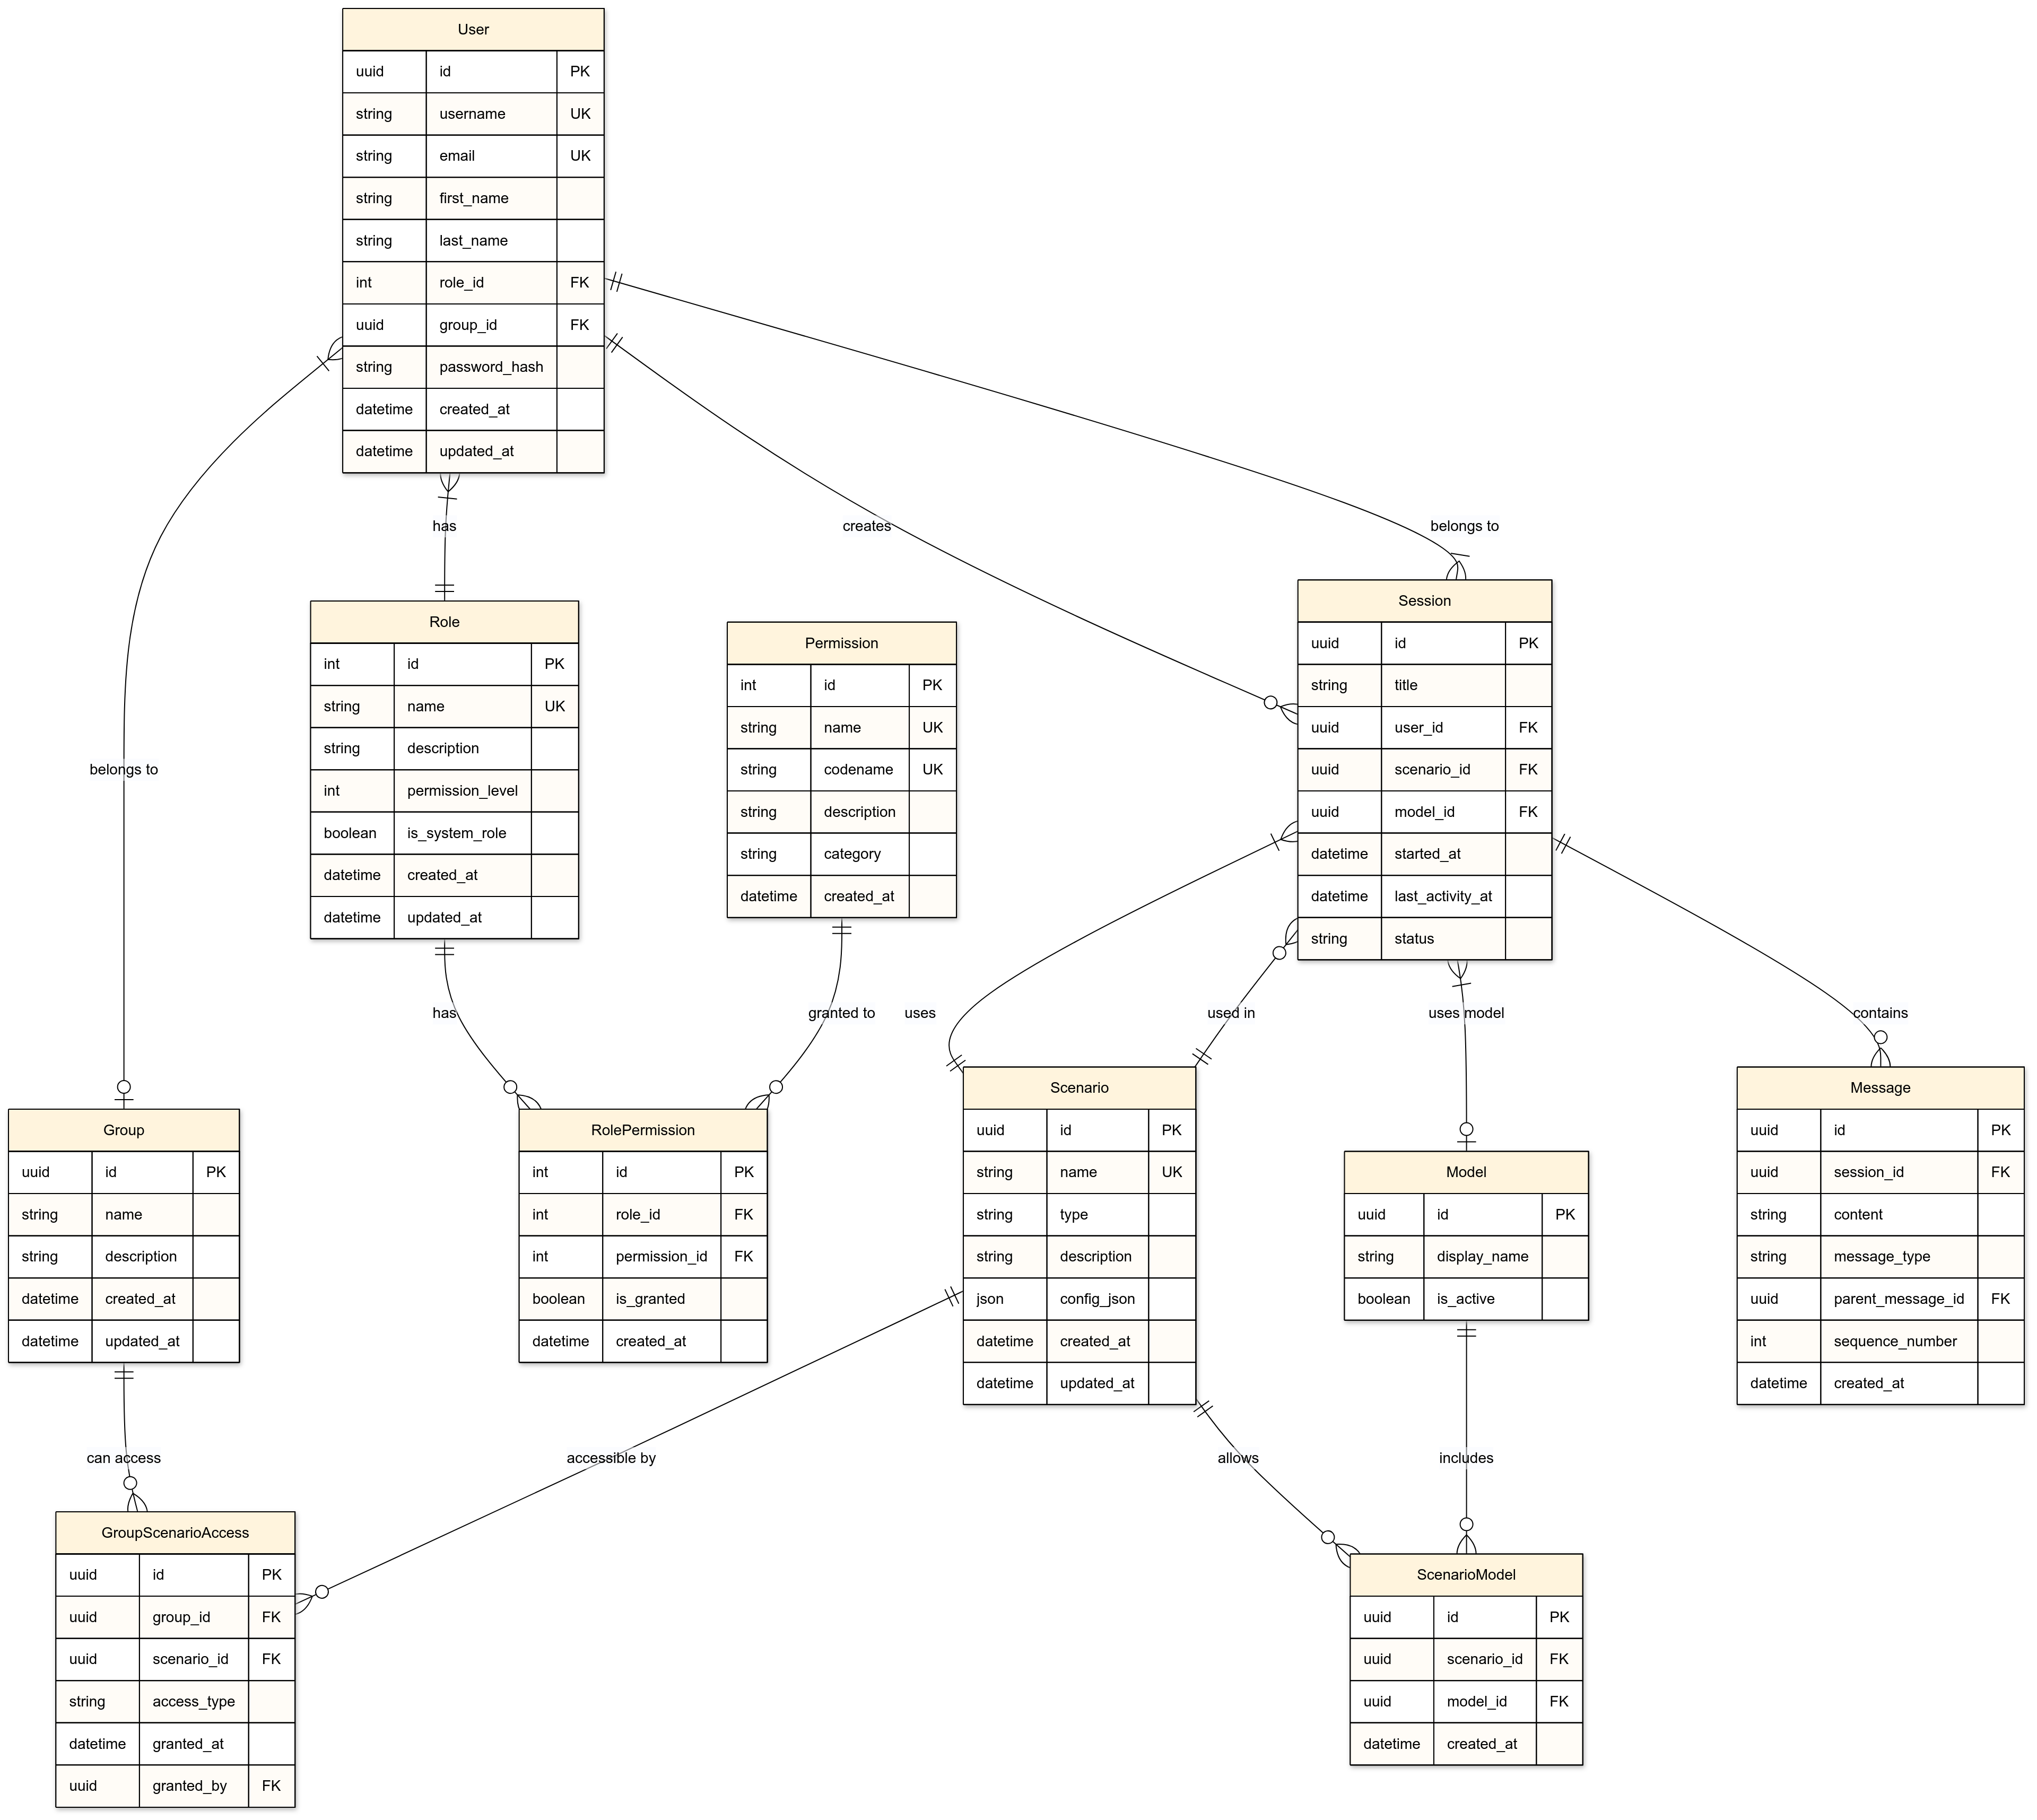 User
uuid id PK
string username UK
string email UK
string first_name
string last_name
int role_id FK
uuid group_id FK
string password_hash
datetime created_at
datetime updated_at
has
creates
belongs to
belongs to
Role
int id PK
string name UK
string description
int permission_level
boolean is_system_role
datetime created_at
datetime updated_at
Permission
int id PK
string name UK
string codename UK
string description
string category
datetime created_at
Session
uuid id PK
string title
uuid user_id FK
uuid scenario_id FK
uuid model_id FK
datetime started_at
datetime last_activity_at
string status
has
granted to
uses
used in
uses model
contains
Group
uuid id PK
string name
string description
datetime created_at
datetime updated_at
RolePermission
int id PK
int role_id FK
int permission_id FK
boolean is_granted
datetime created_at
Scenario
uuid id PK
string name UK
string type
string description
json config_json
datetime created_at
datetime updated_at
Model
uuid id PK
string display_name
boolean is_active
Message
uuid id PK
uuid session_id FK
string content
string message_type
uuid parent_message_id FK
int sequence_number
datetime created_at
can access
accessible by
allows
includes
GroupScenarioAccess
uuid id PK
uuid group_id FK
uuid scenario_id FK
string access_type
datetime granted_at
uuid granted_by FK
ScenarioModel
uuid id PK
uuid scenario_id FK
uuid model_id FK
datetime created_at